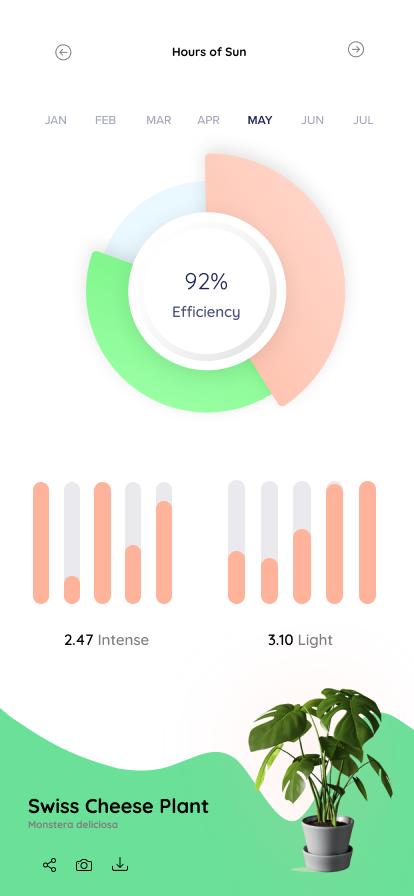 Hours of Sun
JAN FEB MAR APR MAY JUN JUL
92%
Efficiency
2.47 Intense 3.10 Light
Swiss Cheese Plant
Monstera deliciosa